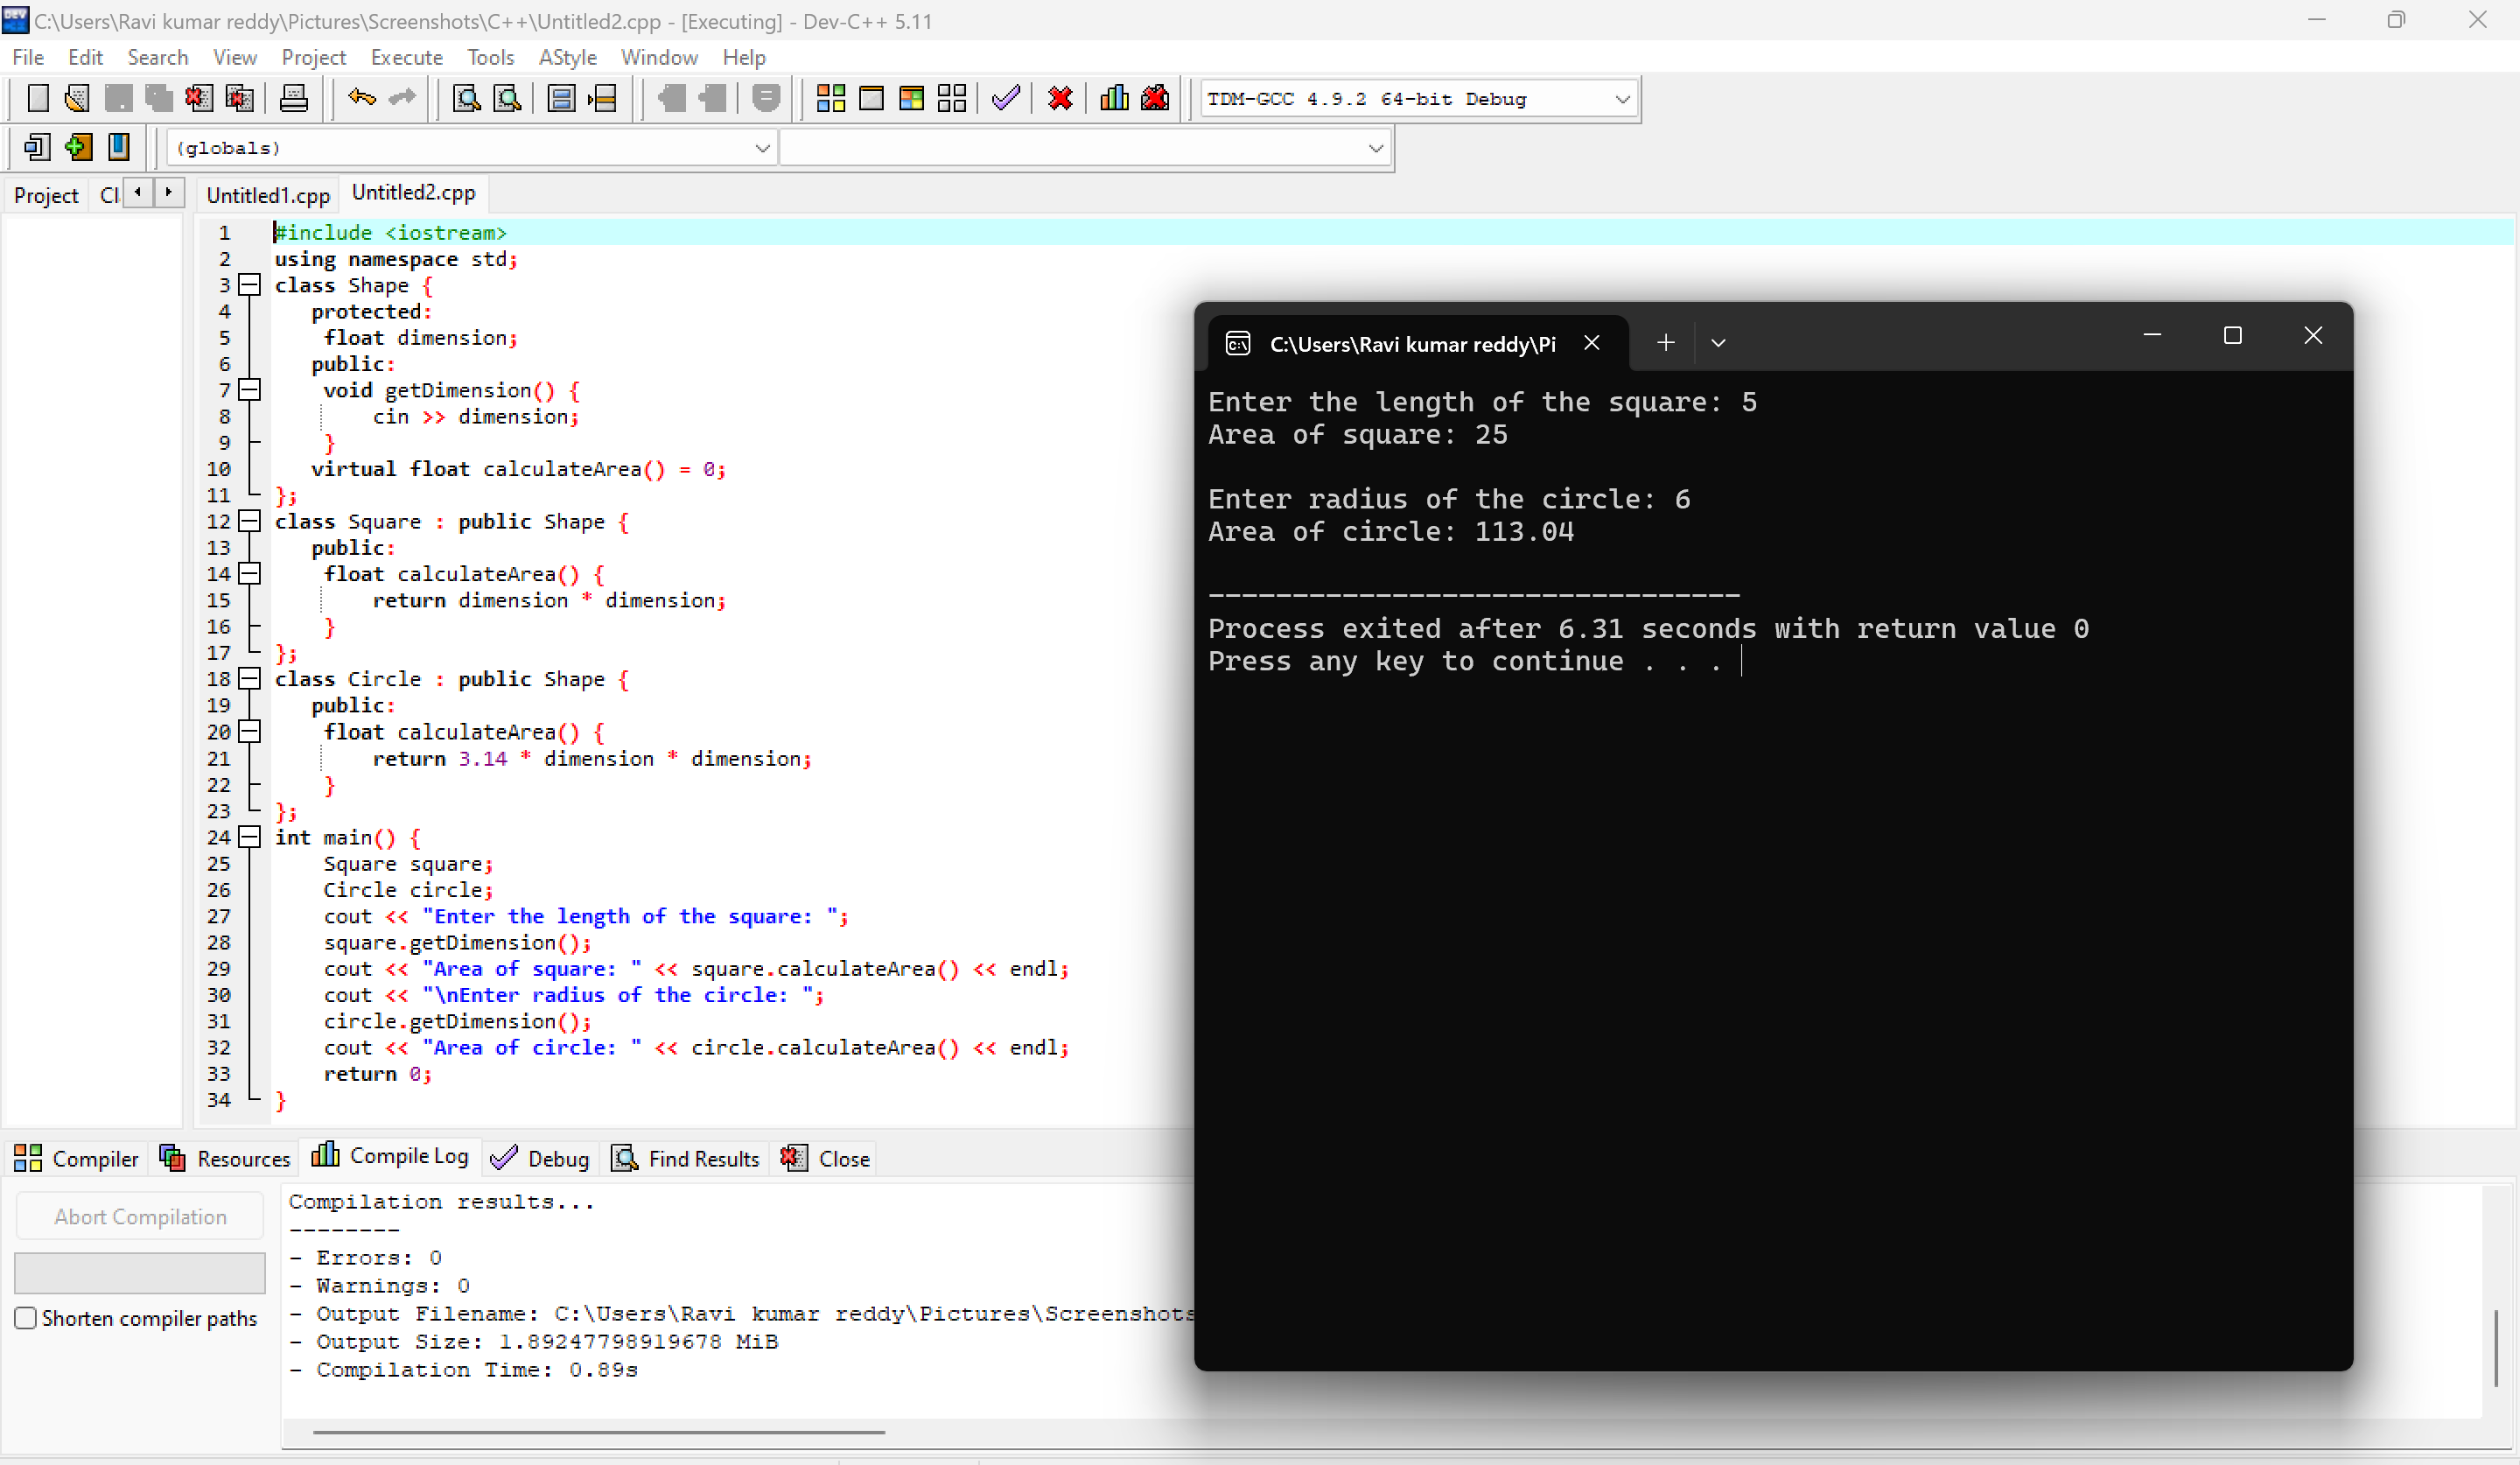 C:\Users\Ravi kumar reddy\Pictures\Screenshots\C++\Untitled2.cpp - [Executing] - Dev-C++ 5.11
File Edit Search View Project Execute Tools AStyle Window Help
TDM-GCC 4.9.2 64-bit Debug
(globals)
Project Cl Untitled1.cpp Untitled2.cpp
1 #include <iostream>
2 using namespace std;
3 class Shape {
4 protected:
5 float dimension;
6 public:
7 void getDimension() {
8 cin >> dimension;
9 }
10 virtual float calculateArea() = 0;
11 };
12 class Square : public Shape {
13 public:
14 float calculateArea() {
15 return dimension * dimension;
16 }
17 };
18 class Circle : public Shape {
19 public:
20 float calculateArea() {
21 return 3.14 * dimension * dimension;
22 }
23 };
24 int main() {
25 Square square;
26 Circle circle;
27 cout << "Enter the length of the square: ";
28 square.getDimension();
29 cout << "Area of square: " << square.calculateArea() << endl;
30 cout << "\nEnter radius of the circle: ";
31 circle.getDimension();
32 cout << "Area of circle: " << circle.calculateArea() << endl;
33 return 0;
34 }
C:\Users\Ravi kumar reddy\Pi
Enter the length of the square: 5
Area of square: 25
Enter radius of the circle: 6
Area of circle: 113.04
--------------------------------
Process exited after 6.31 seconds with return value 0
Press any key to continue . . .
Compiler Resources Compile Log Debug Find Results Close
Abort Compilation
Shorten compiler paths
Compilation results...
--------
- Errors: 0
- Warnings: 0
- Output Filename: C:\Users\Ravi kumar reddy\Pictures\Screenshots
- Output Size: 1.89247798919678 MiB
- Compilation Time: 0.89s